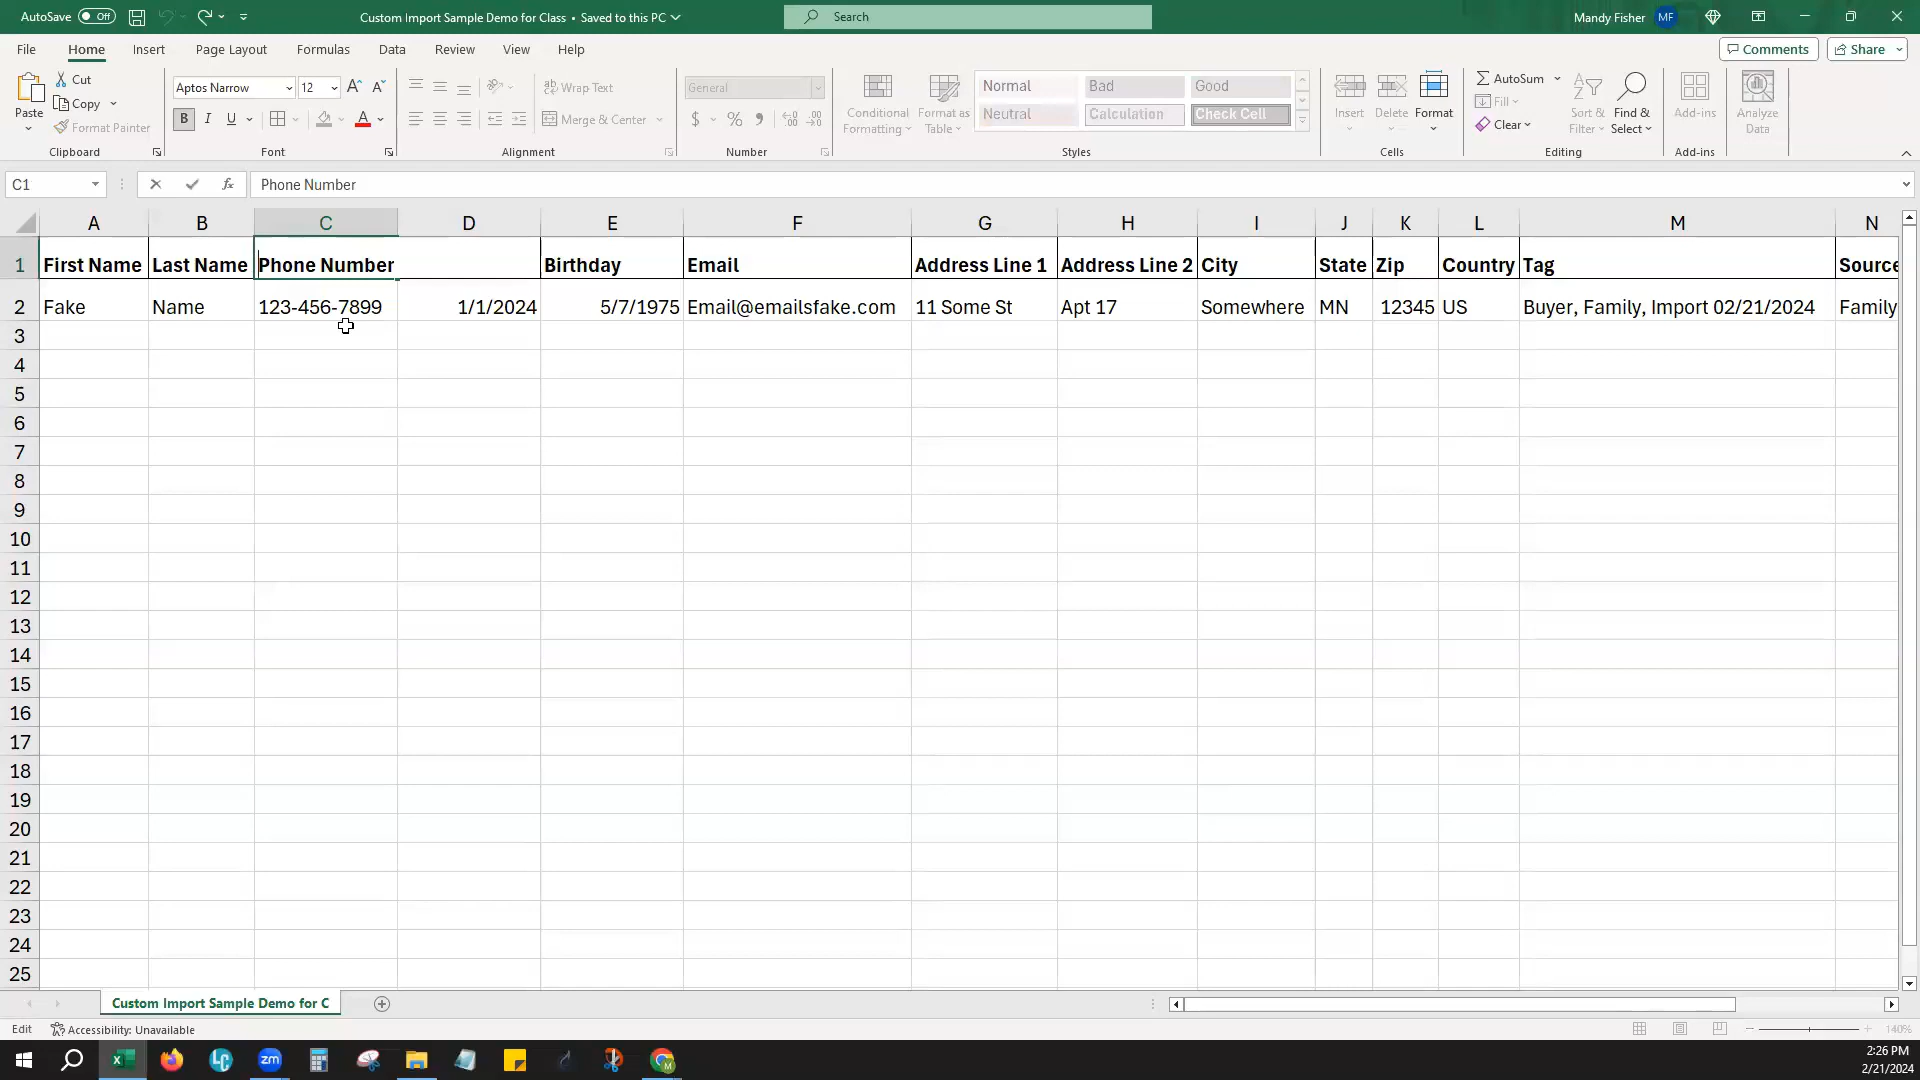 AutoSave Off Custom Import Sample Demo for Class • Saved to this PC Search Mandy Fisher MF
File Home Insert Page Layout Formulas Data Review View Help Comments Share
Paste Cut Copy Format Painter Clipboard
Aptos Narrow 12 A A B I U A Font
Wrap Text Merge & Center Alignment
General $ % Number
Conditional Formatting Format as Table Normal Bad Good Neutral Calculation Check Cell Styles
Insert Delete Format Cells
AutoSum Fill Clear Sort & Filter Find & Select Editing
Add-ins Add-ins
Analyze Data
C1 fx Phone Number
A B C D E F G H I J K L M N
1 First Name Last Name Phone Number Birthday Email Address Line 1 Address Line 2 City State Zip Country Tag Source
2 Fake Name 123-456-7899 1/1/2024 5/7/1975 Email@emailsfake.com 11 Some St Apt 17 Somewhere MN 12345 US Buyer, Family, Import 02/21/2024 Family
3
4
5
6
7
8
9
10
11
12
13
14
15
16
17
18
19
20
21
22
23
24
25
Custom Import Sample Demo for C
Edit Accessibility: Unavailable 140%
LC zm M 2:26 PM
2/21/2024